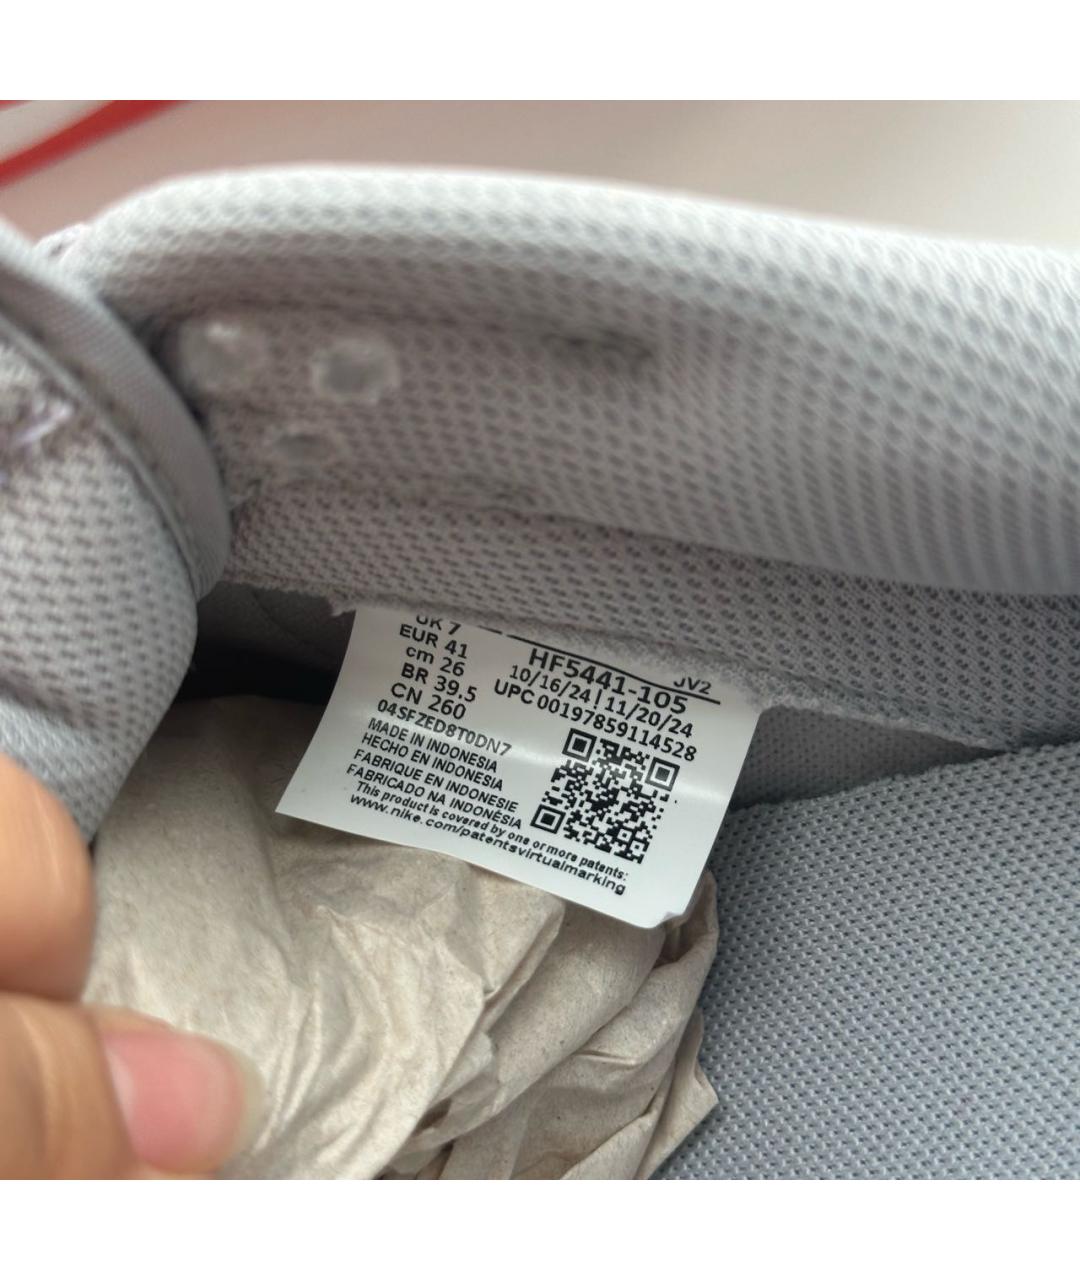 UK 7
EUR 41
cm 26
BR 39.5
CN 260
04SFZED8T0DN7
MADE IN INDONESIA
HECHO EN INDONESIA
FABRIQUE EN INDONESIE
FABRICADO NA INDONÉSIA
This product is covered by one or more patents:
www.nike.com/patentsvirtualmarking
HF5441-105
JV2
10/16/24 | 11/20/24
UPC 00197859114528